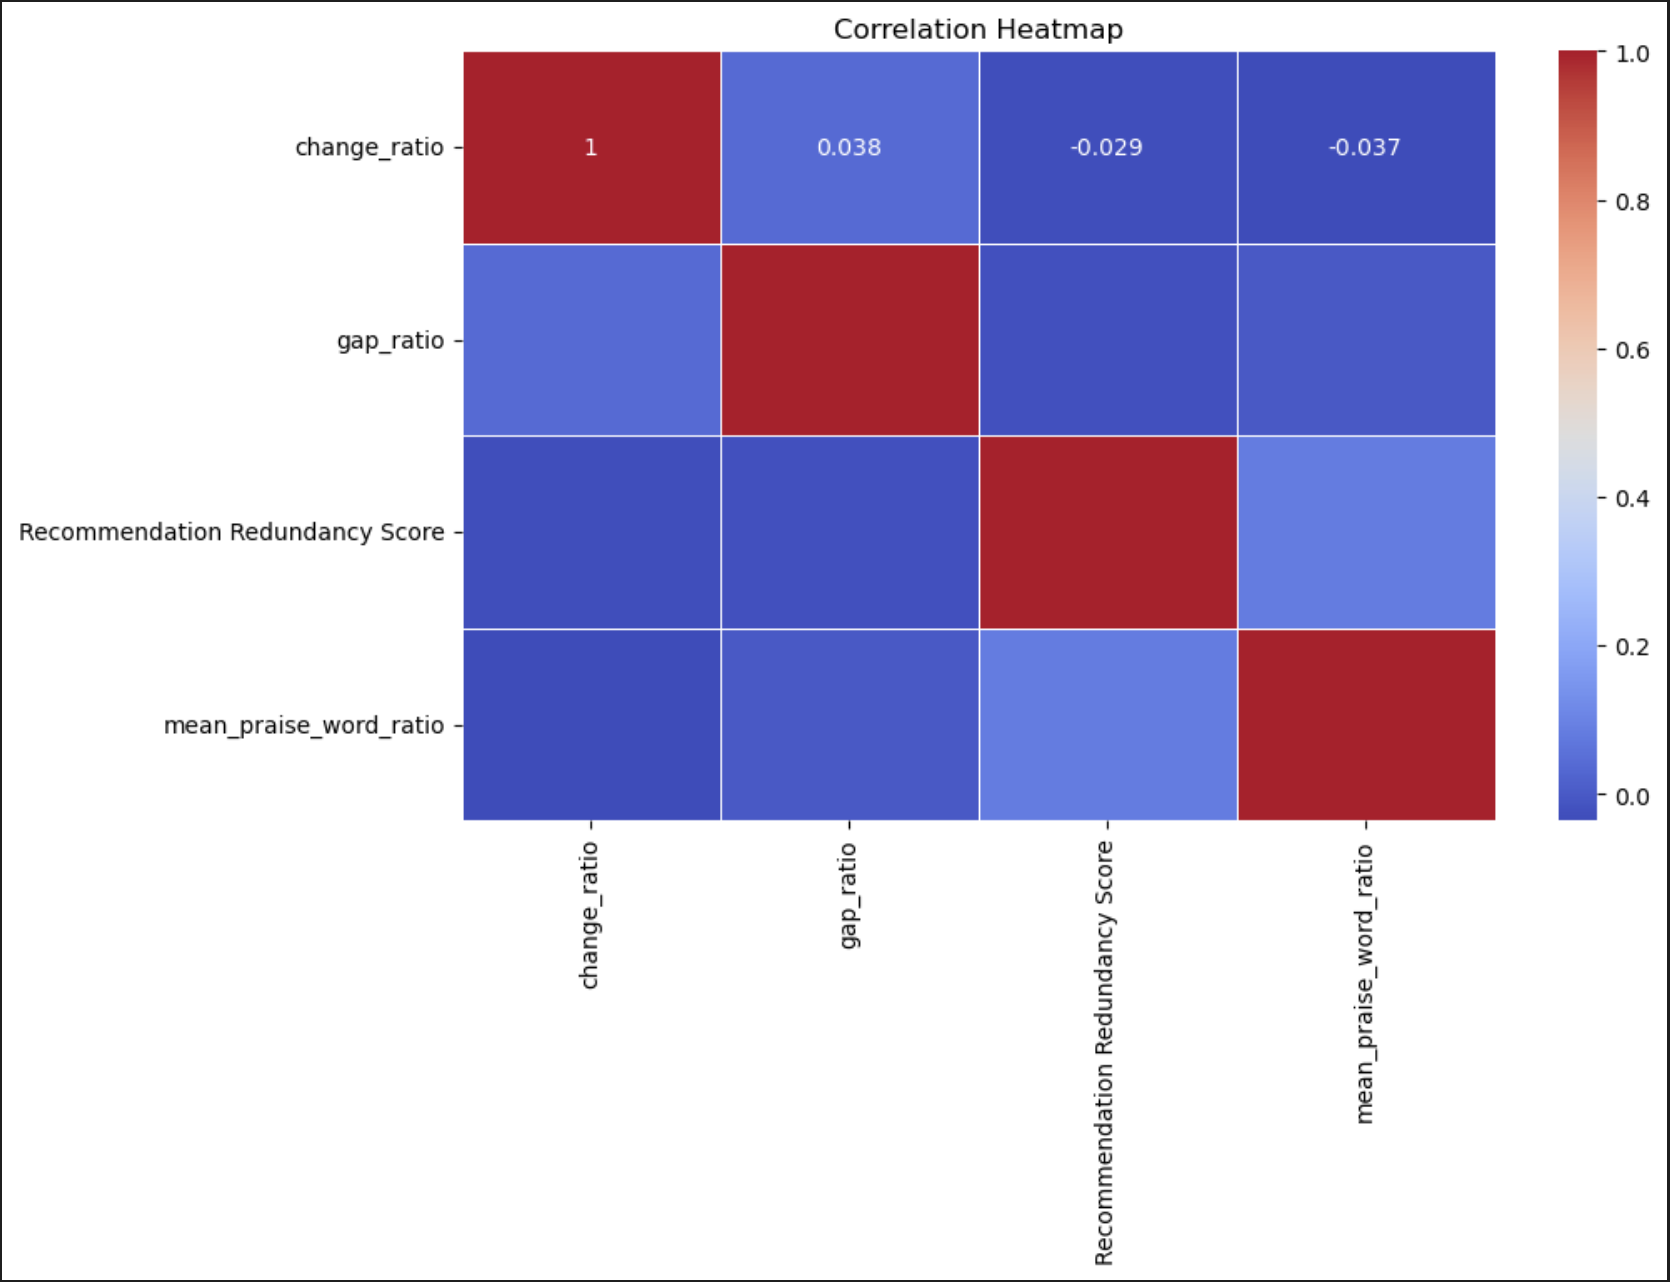 Correlation Heatmap
change_ratio
1 0.038 -0.029 -0.037
gap_ratio
Recommendation Redundancy Score
mean_praise_word_ratio
change_ratio
gap_ratio
Recommendation Redundancy Score
mean_praise_word_ratio
1.0
0.8
0.6
0.4
0.2
0.0